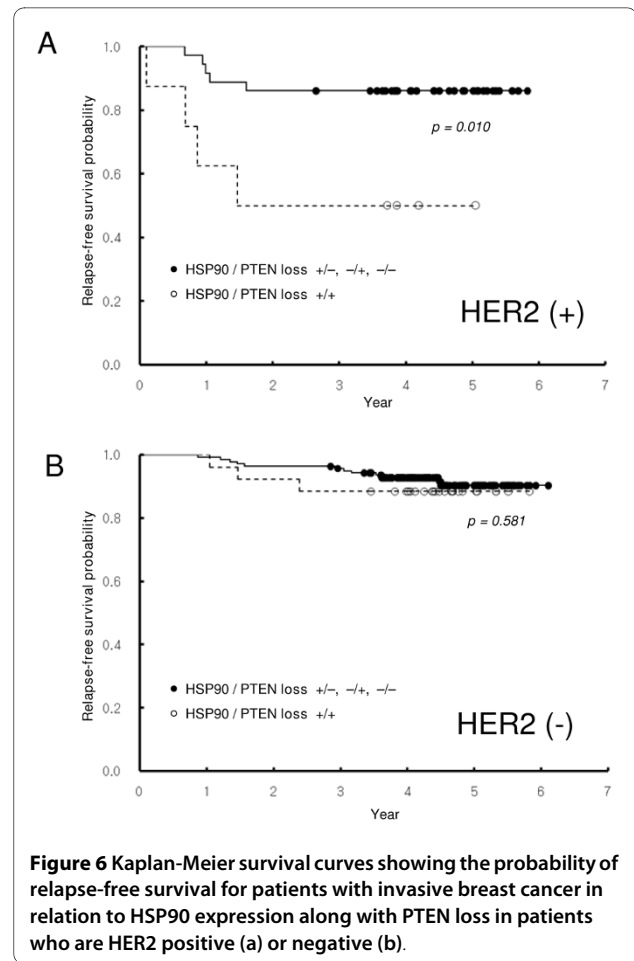 A
Relapse-free survival probability
1.0
0.8
0.6
0.4
0.2
0.0
p = 0.010
● HSP90 / PTEN loss +/–, –/+, –/–
○ HSP90 / PTEN loss +/+
HER2 (+)
0 1 2 3 4 5 6 7
Year
B
Relapse-free survival probability
1.0
0.8
0.6
0.4
0.2
0.0
p = 0.581
● HSP90 / PTEN loss +/–, –/+, –/–
○ HSP90 / PTEN loss +/+
HER2 (-)
0 1 2 3 4 5 6 7
Year
Figure 6 Kaplan-Meier survival curves showing the probability of
relapse-free survival for patients with invasive breast cancer in
relation to HSP90 expression along with PTEN loss in patients
who are HER2 positive (a) or negative (b).